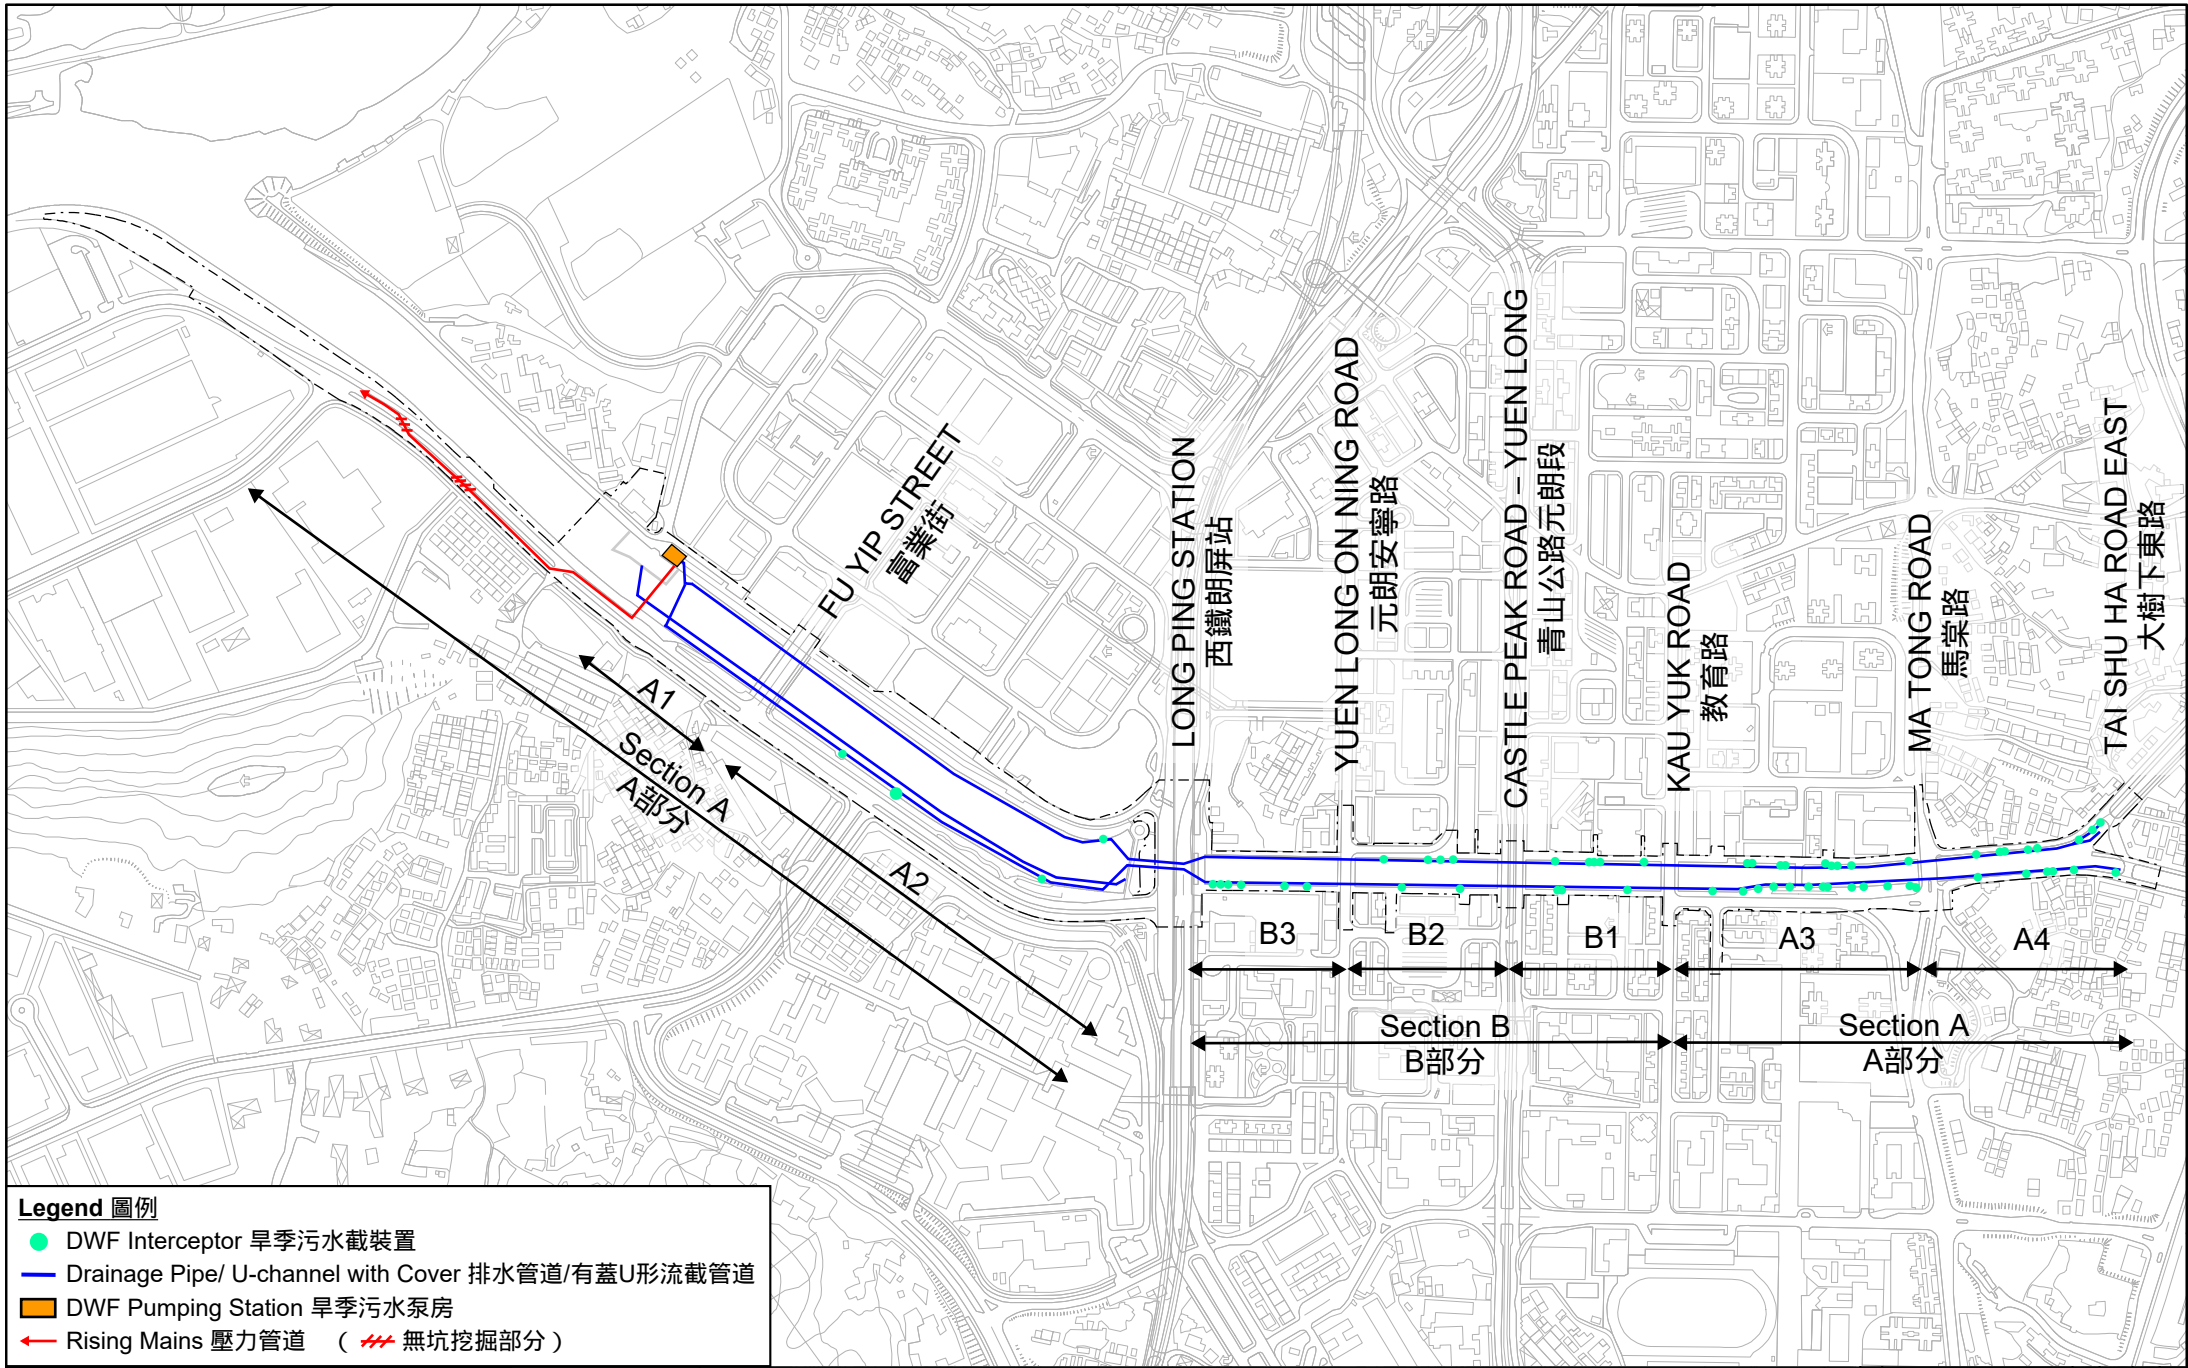 FU YIP STREET
富業街
LONG PING STATION
西鐵朗屏站
YUEN LONG ON NING ROAD
元朗安寧路
CASTLE PEAK ROAD – YUEN LONG
青山公路元朗段
KAU YUK ROAD
教育路
MA TONG ROAD
馬棠路
TAI SHU HA ROAD EAST
大樹下東路
A1
Section A
A部分
A2
B3
B2
B1
A3
A4
Section B
B部分
Section A
A部分
Legend 圖例
DWF Interceptor 旱季污水截裝置
Drainage Pipe/ U-channel with Cover 排水管道/有蓋U形流截管道
DWF Pumping Station 旱季污水泵房
Rising Mains 壓力管道 ( 無坑挖掘部分 )